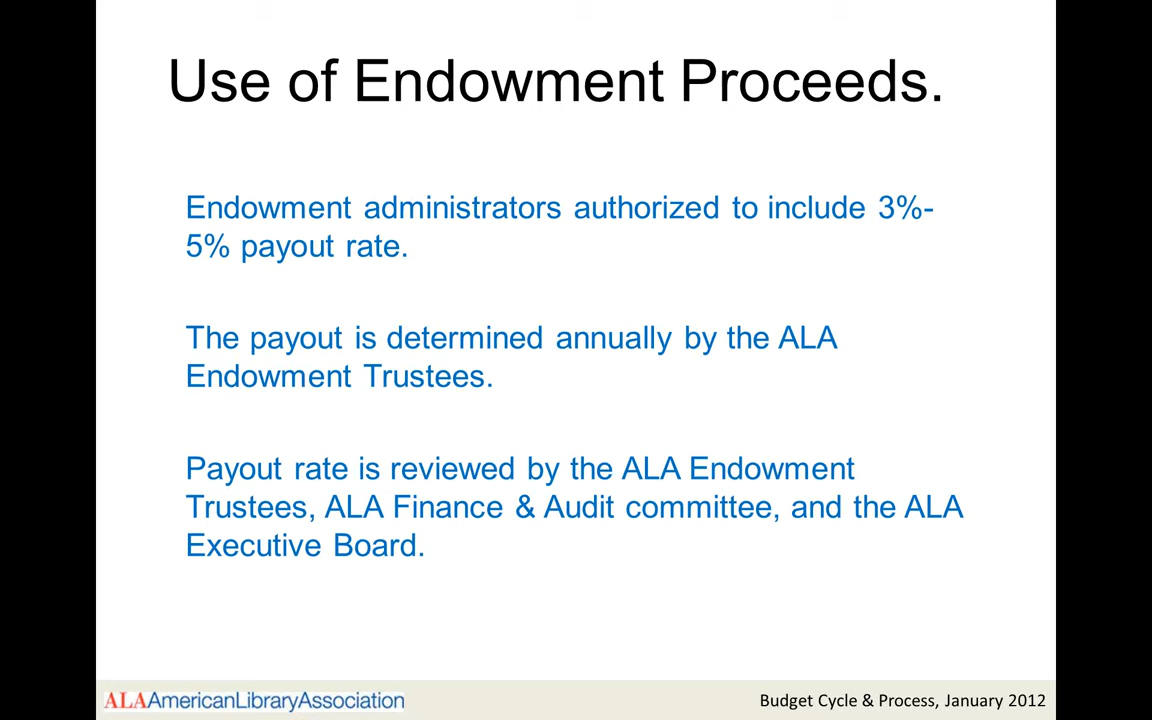 Use of Endowment Proceeds.
Endowment administrators authorized to include 3%-
5% payout rate.
The payout is determined annually by the ALA
Endowment Trustees.
Payout rate is reviewed by the ALA Endowment
Trustees, ALA Finance & Audit committee, and the ALA
Executive Board.
ALAAmericanLibraryAssociation
Budget Cycle & Process, January 2012